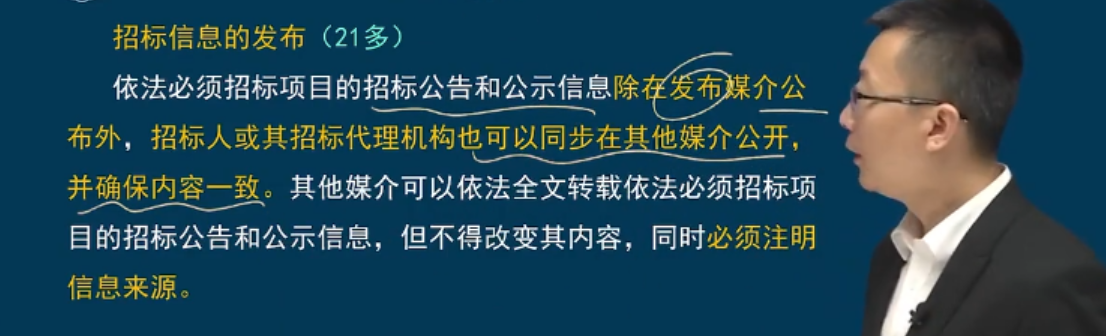 招标信息的发布（21多）
依法必须招标项目的招标公告和公示信息除在发布媒介公
布外，招标人或其招标代理机构也可以同步在其他媒介公开，
并确保内容一致。其他媒介可以依法全文转载依法必须招标项
目的招标公告和公示信息，但不得改变其内容，同时必须注明
信息来源。